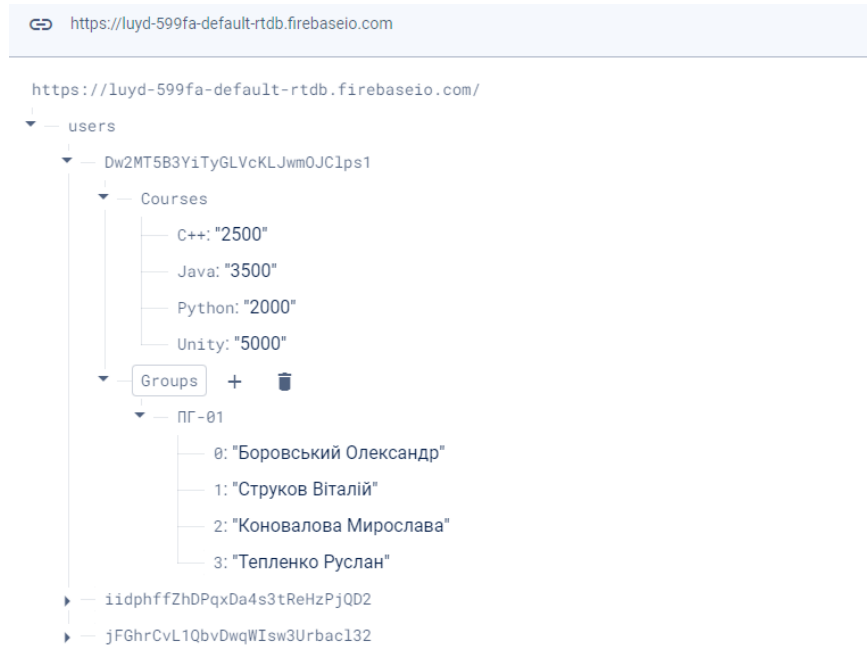 https://luyd-599fa-default-rtdb.firebaseio.com
https://luyd-599fa-default-rtdb.firebaseio.com/
users
Dw2MT5B3YiTyGLVcKLJwmOJClps1
Courses
C++: "2500"
Java: "3500"
Python: "2000"
Unity: "5000"
Groups
ПГ-01
0: "Боровський Олександр"
1: "Струков Віталій"
2: "Коновалова Мирослава"
3: "Тепленко Руслан"
iidphffZhDPqxDa4s3tReHzPjQD2
jFGhrCvL1QbvDwqWIsw3Urbacl32